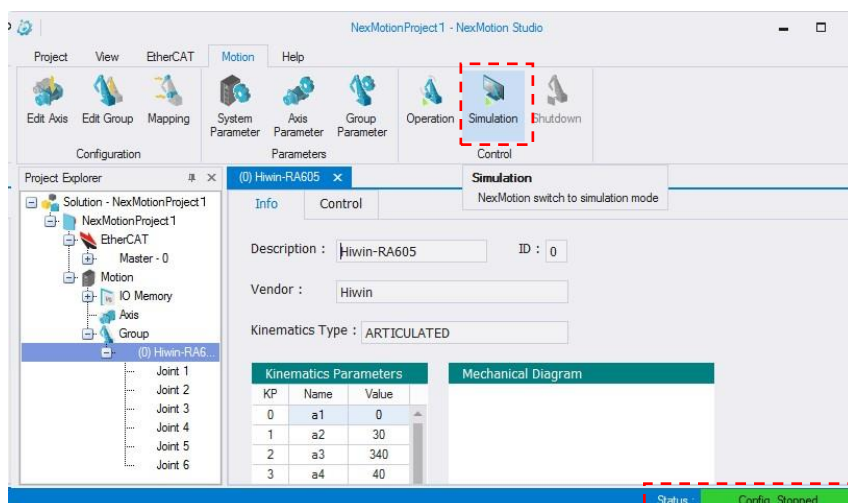 NexMotionProject1 - NexMotion Studio
Project View EtherCAT Motion Help
Edit Axis Edit Group Mapping System Parameter Axis Parameter Group Parameter Operation Simulation Shutdown
Configuration Parameters Control
Project Explorer
(0) Hiwin-RA605
Simulation
NexMotion switch to simulation mode
Solution - NexMotionProject1
NexMotionProject1
EtherCAT
Master - 0
Motion
IO Memory
Axis
Group
(0) Hiwin-RA6...
Joint 1
Joint 2
Joint 3
Joint 4
Joint 5
Joint 6
Info Control
Description : Hiwin-RA605 ID : 0
Vendor : Hiwin
Kinematics Type : ARTICULATED
Kinematics Parameters Mechanical Diagram
KP Name Value
0 a1 0
1 a2 30
2 a3 340
3 a4 40
Status : Config. Stopped